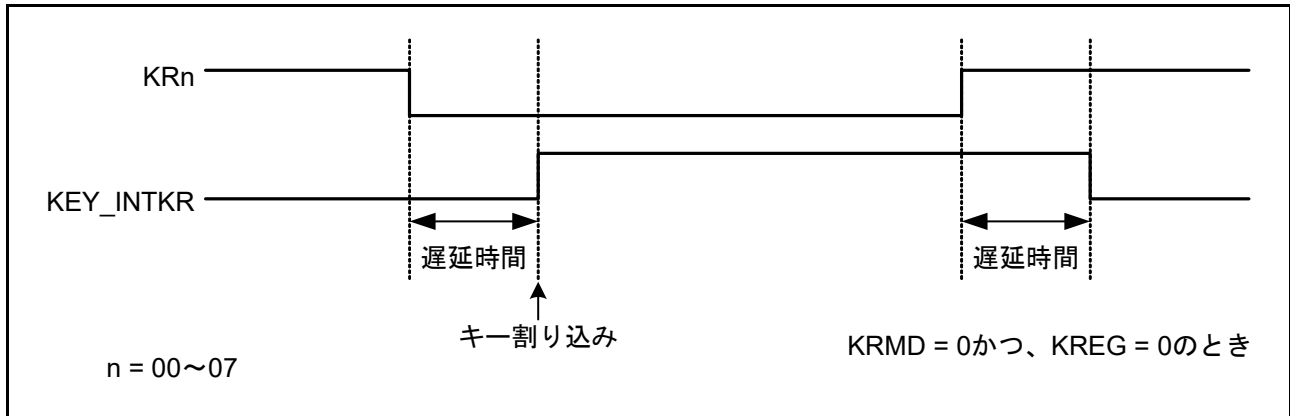 KRn
KEY_INTKR
遅延時間
遅延時間
キー割り込み
KRMD = 0かつ、KREG = 0のとき
n = 00～07